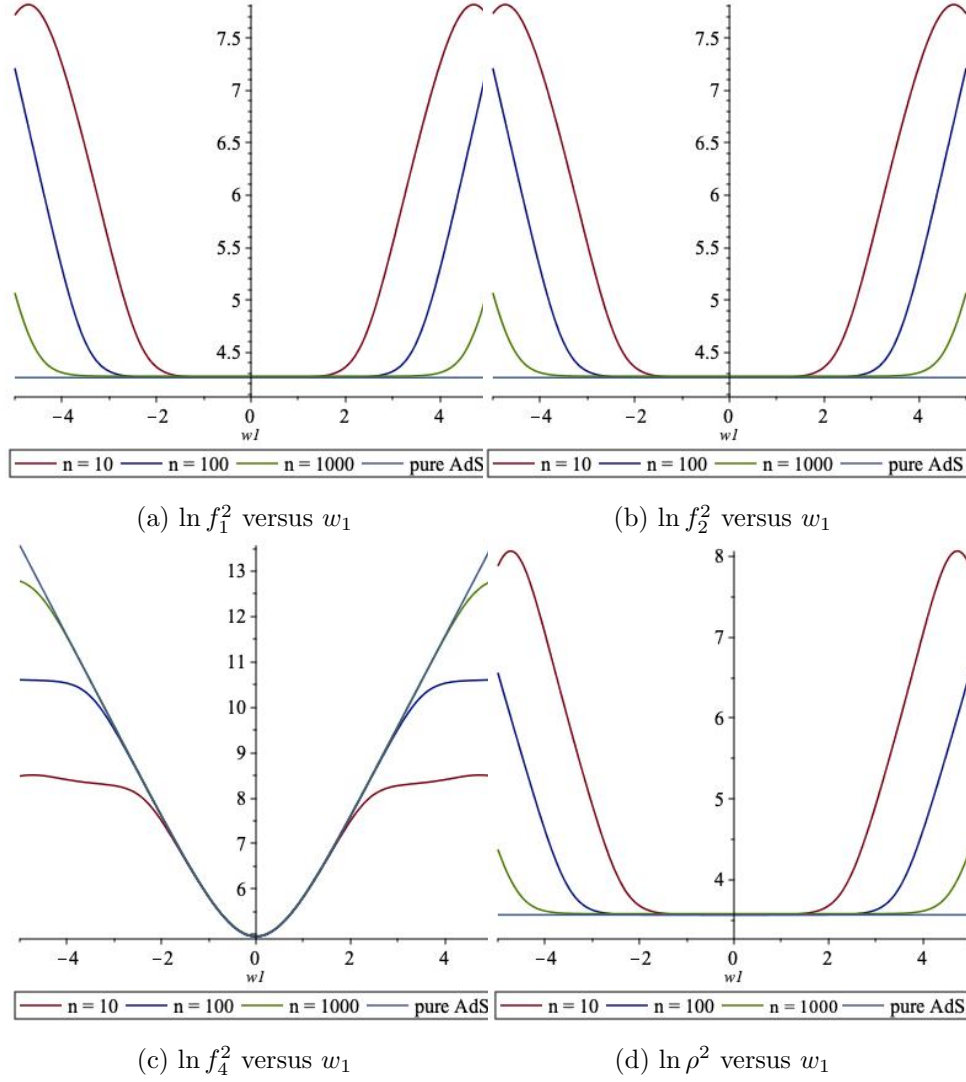 7.5
7
6.5
6
5.5
5
4.5
−4 −2 0 2 4
w1
n = 10 n = 100 n = 1000 pure AdS
(a) ln f₁² versus w₁
7.5
7
6.5
6
5.5
5
4.5
−4 −2 0 2 4
w1
n = 10 n = 100 n = 1000 pure AdS
(b) ln f₂² versus w₁
13
12
11
10
9
8
7
6
−4 −2 0 2 4
w1
n = 10 n = 100 n = 1000 pure AdS
(c) ln f₄² versus w₁
8
7
6
5
4
−4 −2 0 2 4
w1
n = 10 n = 100 n = 1000 pure AdS
(d) ln ρ² versus w₁